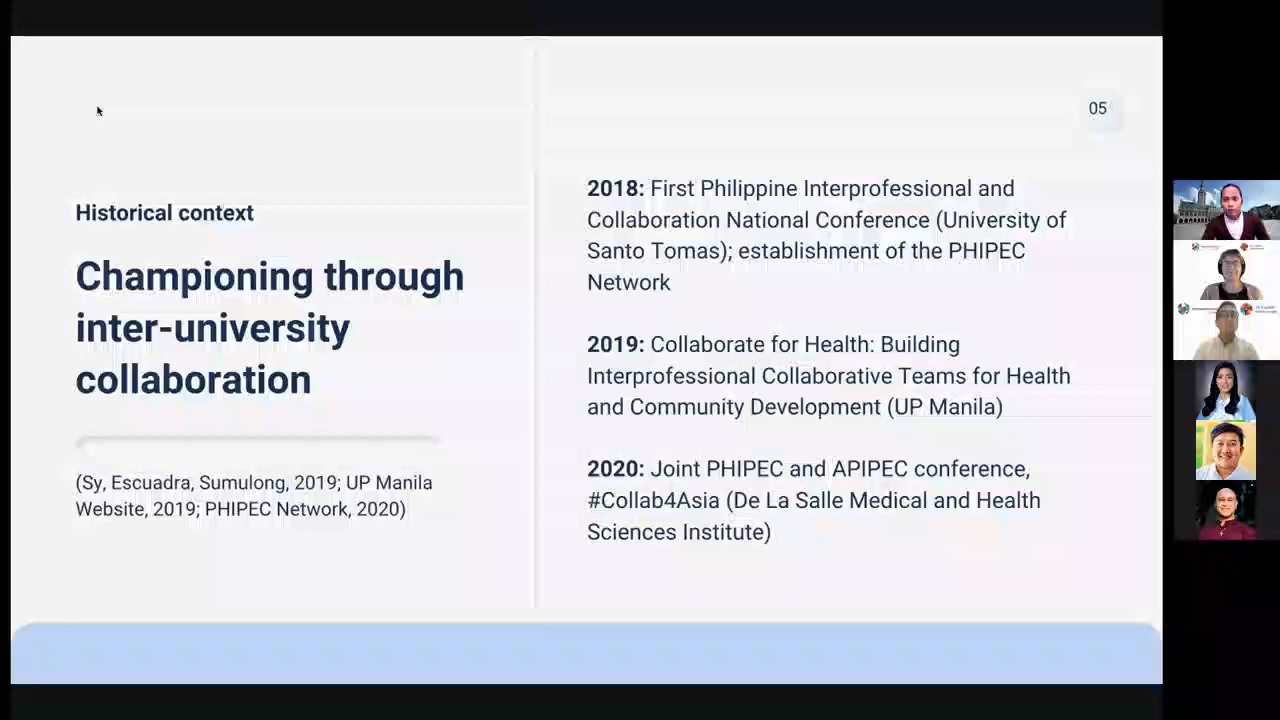 05
Historical context
Championing through
inter-university
collaboration
(Sy, Escuadra, Sumulong, 2019; UP Manila
Website, 2019; PHIPEC Network, 2020)
2018: First Philippine Interprofessional and
Collaboration National Conference (University of
Santo Tomas); establishment of the PHIPEC
Network
2019: Collaborate for Health: Building
Interprofessional Collaborative Teams for Health
and Community Development (UP Manila)
2020: Joint PHIPEC and APIPEC conference,
#Collab4Asia (De La Salle Medical and Health
Sciences Institute)